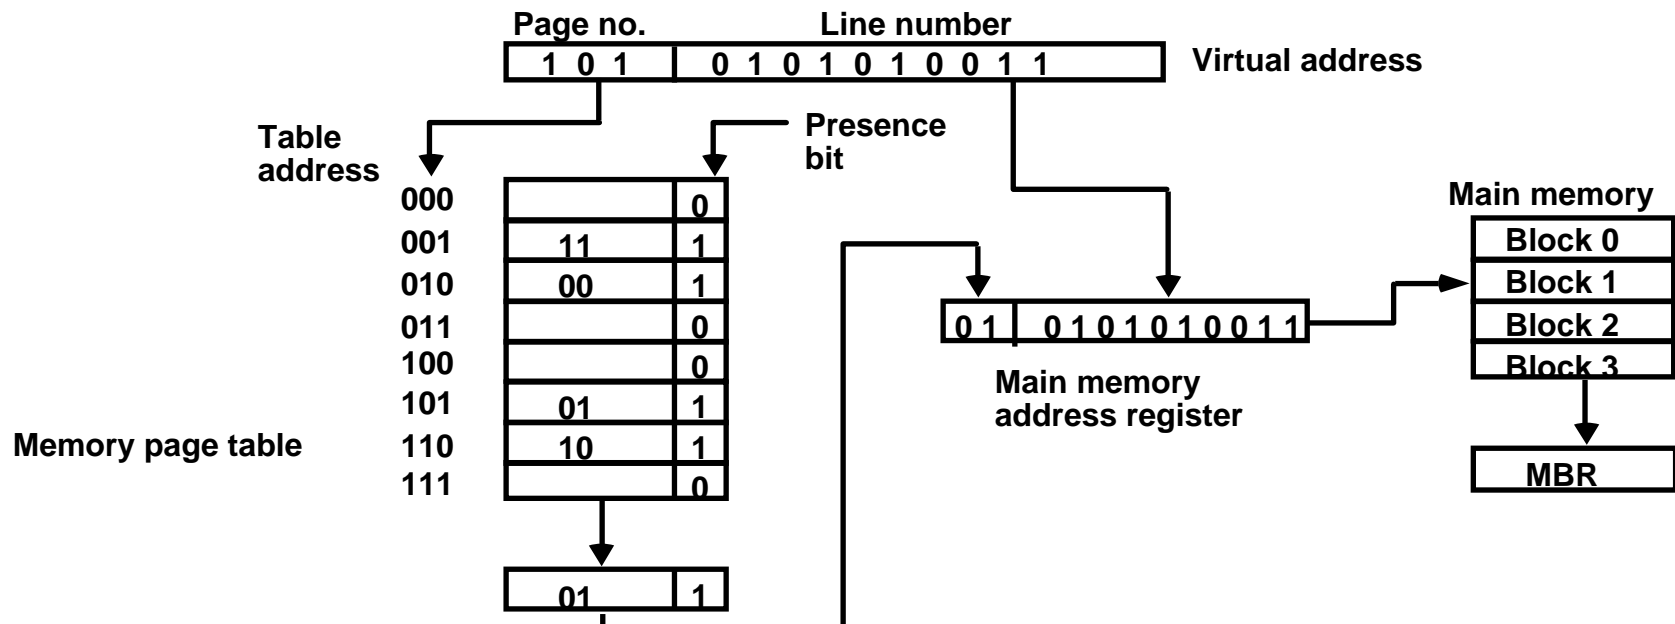 Page no. Line number
1 0 1 0 1 0 1 0 1 0 0 1 1 Virtual address
Table
address
Presence
bit
000 0
001 11 1
010 00 1
011 0
100 0
101 01 1
110 10 1
111 0
Memory page table
01 1
0 1 0 1 0 1 0 1 0 0 1 1
Main memory
address register
Main memory
Block 0
Block 1
Block 2
Block 3
MBR